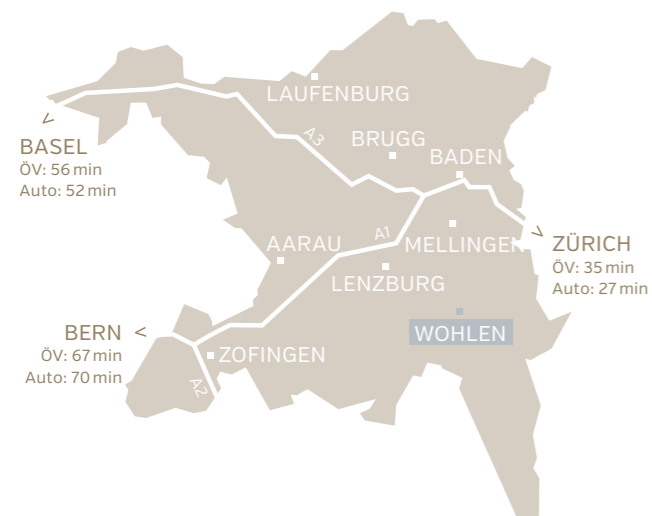 LAUFENBURG
A3
BRUGG
BADEN
<
BASEL
ÖV: 56 min
Auto: 52 min
A1
AARAU
MELLINGEN
>
ZÜRICH
ÖV: 35 min
Auto: 27 min
LENZBURG
BERN <
ÖV: 67 min
Auto: 70 min
WOHLEN
ZOFINGEN
A2